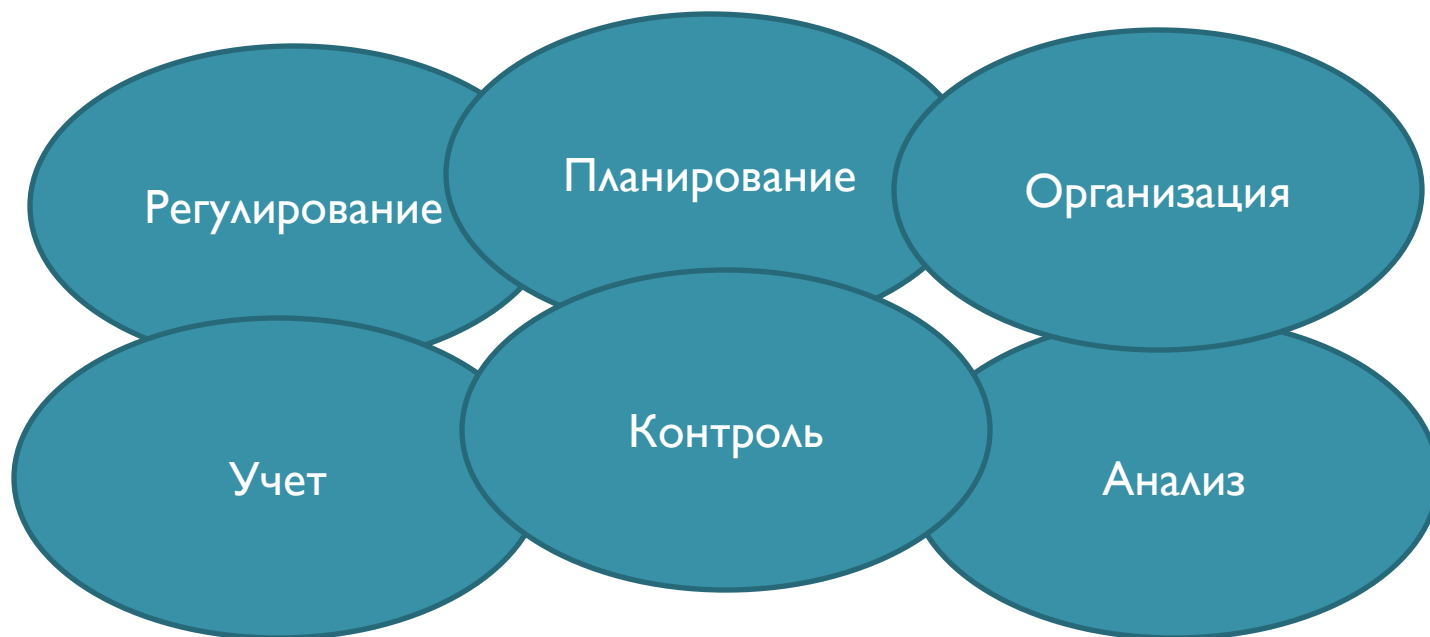 Регулирование
Планирование
Организация
Учет
Контроль
Анализ